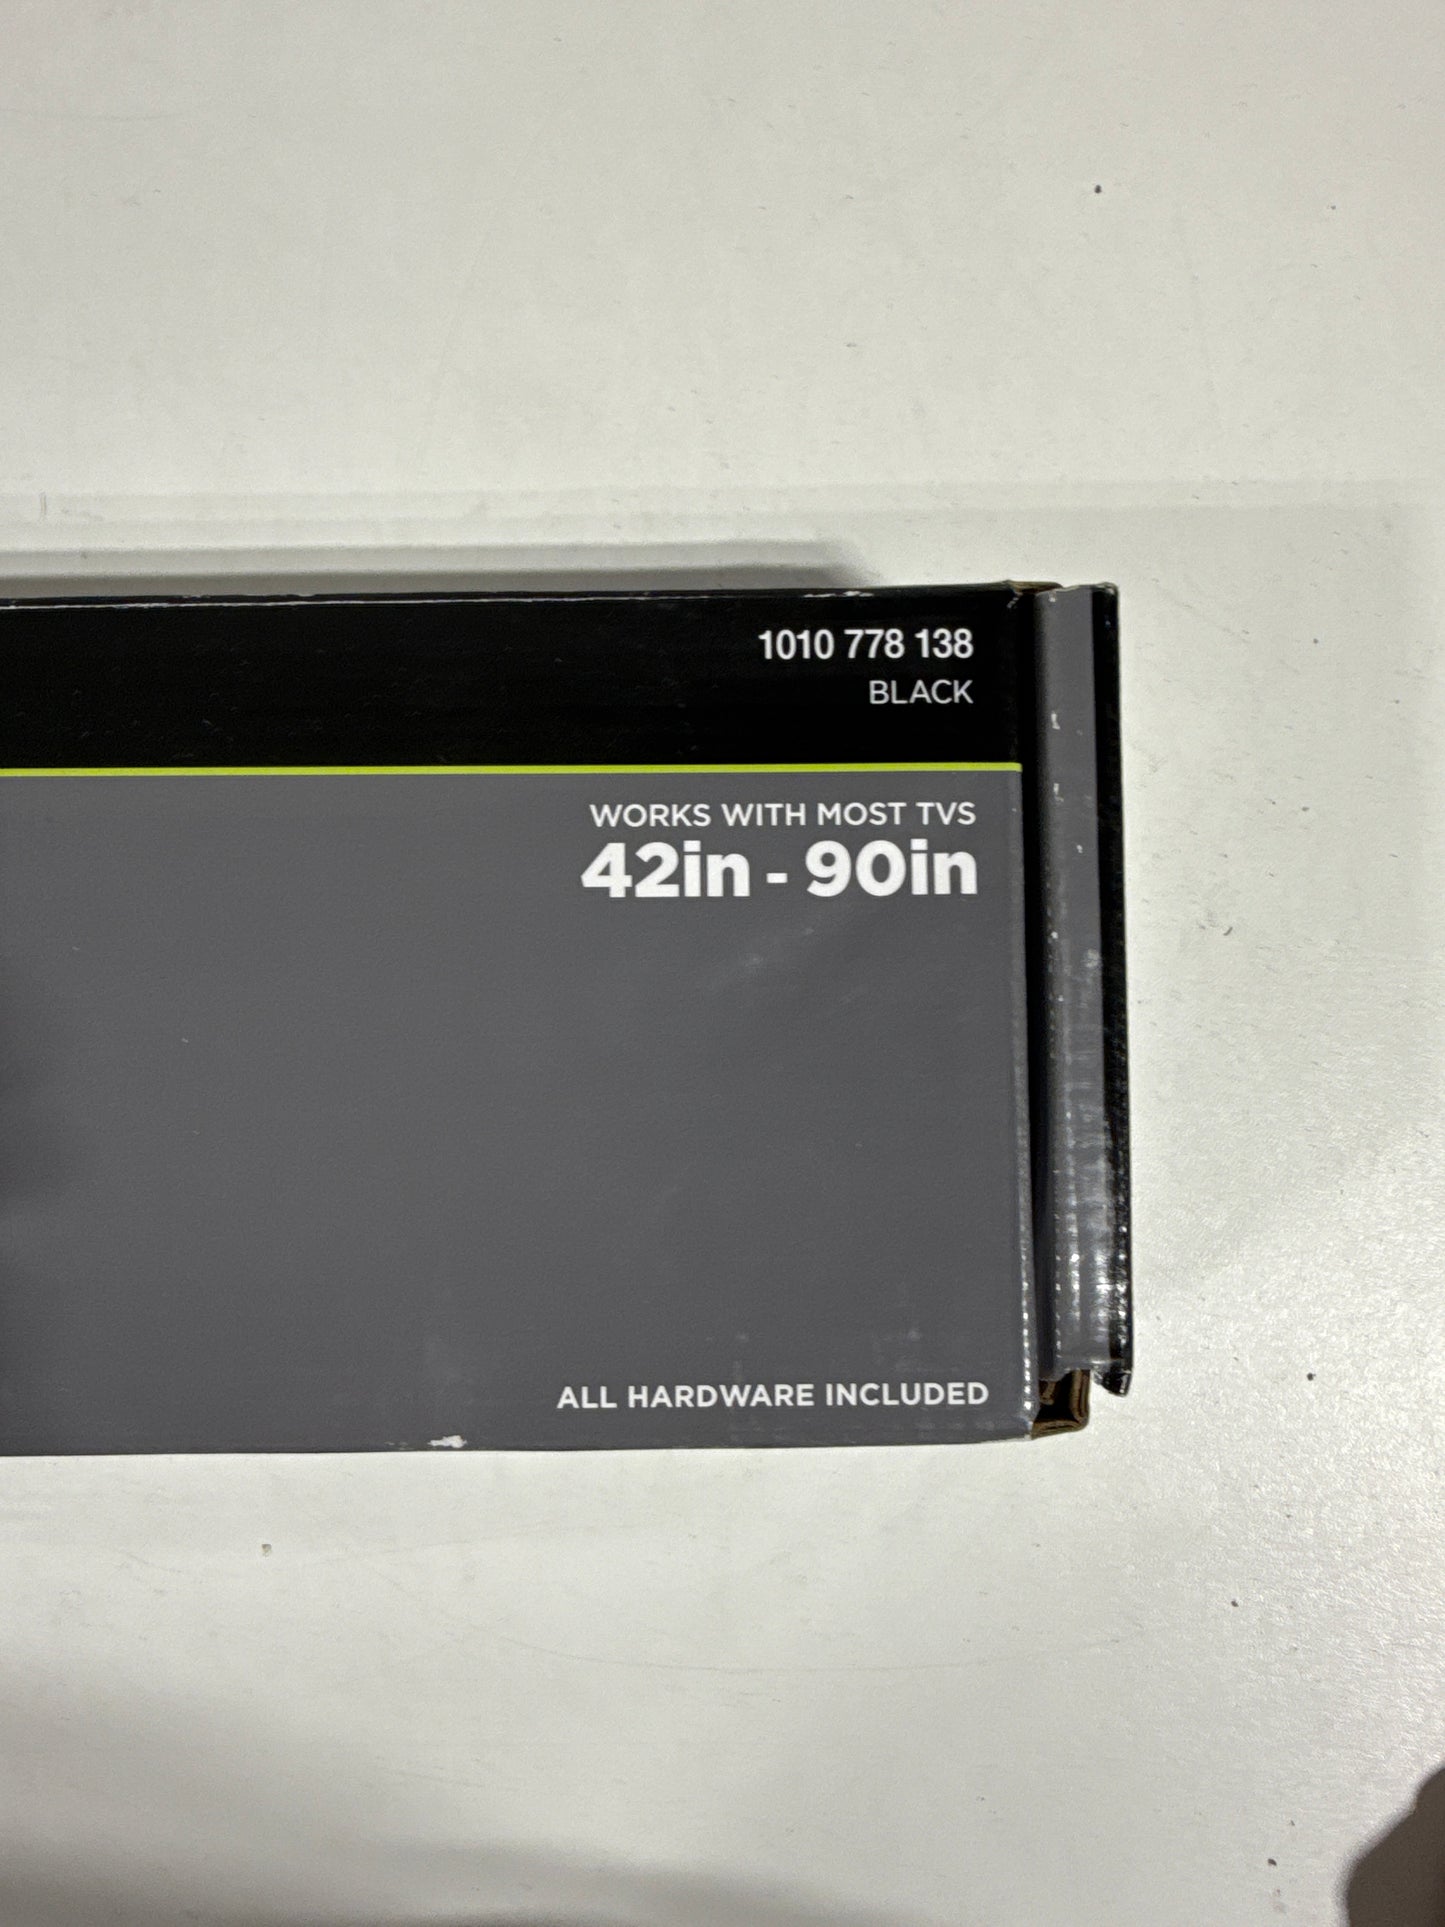 1010 778 138
BLACK
WORKS WITH MOST TVS
42in - 90in
ALL HARDWARE INCLUDED